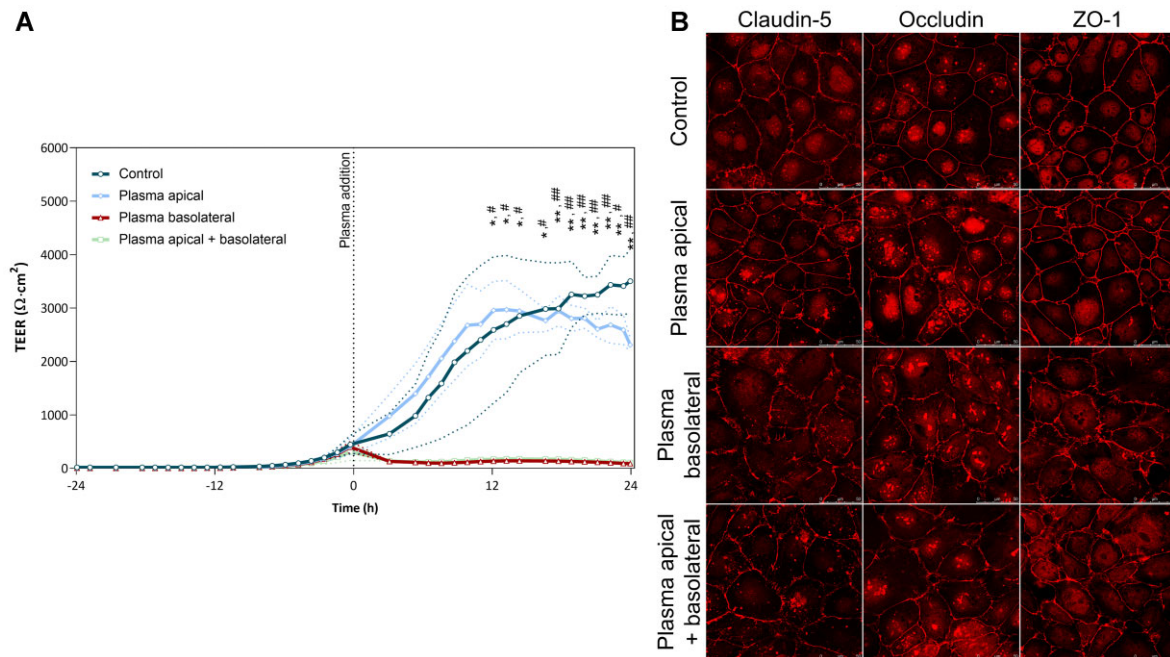 A
6000
5000
4000
3000
2000
1000
0
TEER (Ω·cm²)
Control
Plasma apical
Plasma basolateral
Plasma apical + basolateral
Plasma addition
*, #
*, #
*, #
*, #
**, ##
**, ##
**, ##
**, ##
**, ##
**, #
**, ##
-24
-12
0
12
24
Time (h)
B
Claudin-5
Occludin
ZO-1
Control
Plasma apical
Plasma
basolateral
Plasma apical
+ basolateral